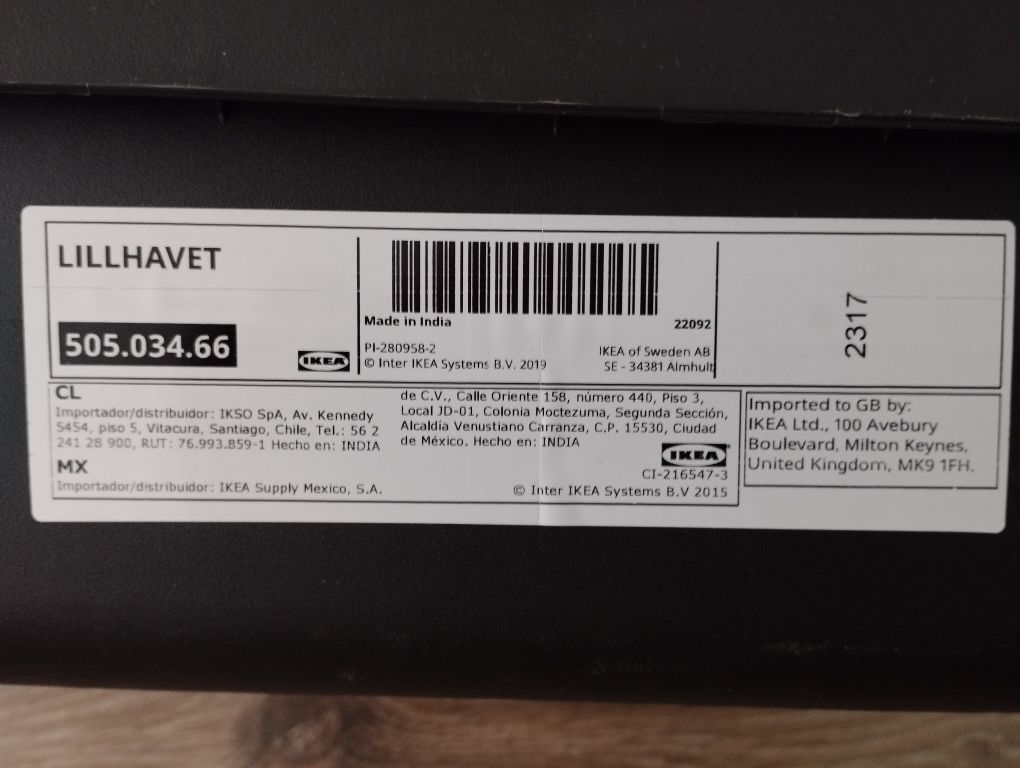 LILLHAVET
505.034.66
IKEA
Made in India
22092
PI-280958-2
© Inter IKEA Systems B.V. 2019
IKEA of Sweden AB
SE - 34381 Älmhult
2317
CL
Importador/distribuidor: IKSO SpA, Av. Kennedy
5454, piso 5, Vitacura, Santiago, Chile, Tel.: 56 2
241 28 900, RUT: 76.993.859-1 Hecho en: INDIA
MX
Importador/distribuidor: IKEA Supply Mexico, S.A.
de C.V., Calle Oriente 158, número 440, Piso 3,
Local JD-01, Colonia Moctezuma, Segunda Sección,
Alcaldía Venustiano Carranza, C.P. 15530, Ciudad
de México. Hecho en: INDIA
IKEA
CI-216547-3
© Inter IKEA Systems B.V 2015
Imported to GB by:
IKEA Ltd., 100 Avebury
Boulevard, Milton Keynes,
United Kingdom, MK9 1FH.